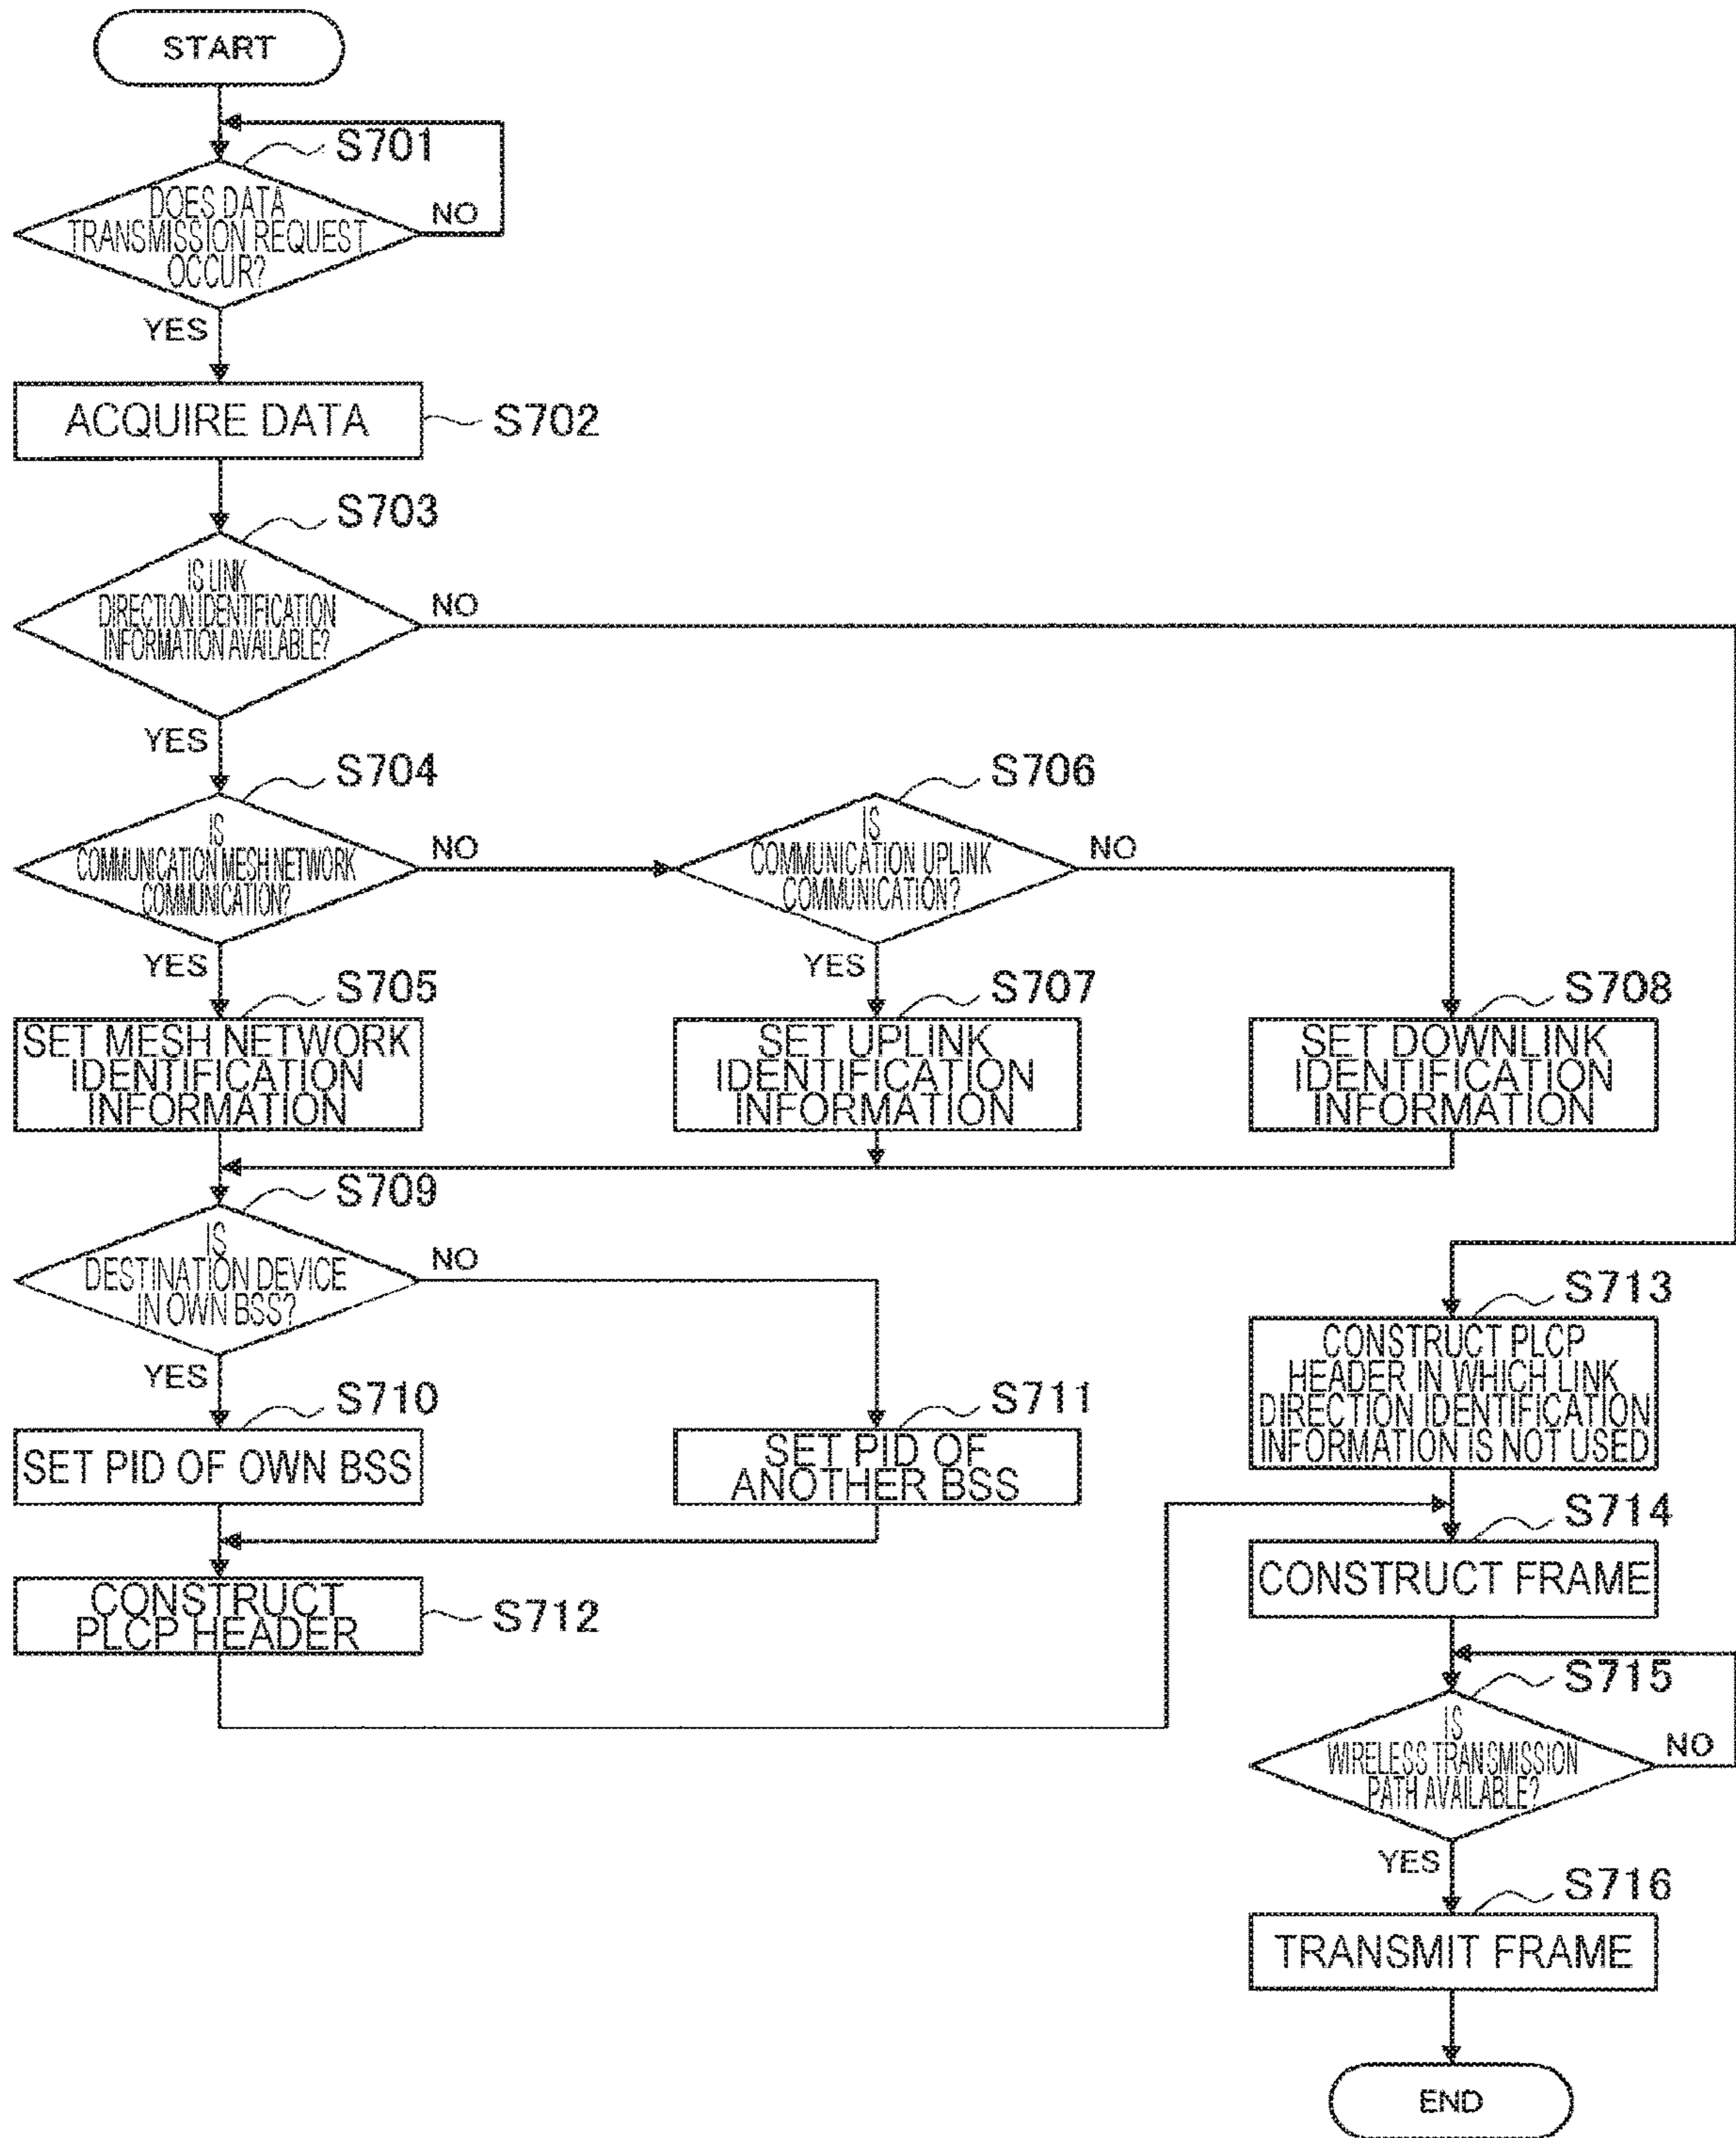 START
S701
DOES DATA
TRANSMISSION REQUEST
OCCUR?
NO
YES
ACQUIRE DATA
S702
S703
IS LINK
DIRECTION IDENTIFICATION
INFORMATION AVAILABLE?
NO
YES
S704
IS
COMMUNICATION MESH NETWORK
COMMUNICATION?
NO
YES
S706
IS
COMMUNICATION UPLINK
COMMUNICATION?
NO
YES
S705
SET MESH NETWORK
IDENTIFICATION
INFORMATION
S707
SET UPLINK
IDENTIFICATION
INFORMATION
S708
SET DOWNLINK
IDENTIFICATION
INFORMATION
S709
IS
DESTINATION DEVICE
IN OWN BSS?
NO
YES
S710
SET PID OF OWN BSS
S711
SET PID OF
ANOTHER BSS
CONSTRUCT
PLCP HEADER
S712
S713
CONSTRUCT PLCP
HEADER IN WHICH LINK
DIRECTION IDENTIFICATION
INFORMATION IS NOT USED
S714
CONSTRUCT FRAME
S715
IS
WIRELESS TRANSMISSION
PATH AVAILABLE?
NO
YES
S716
TRANSMIT FRAME
END